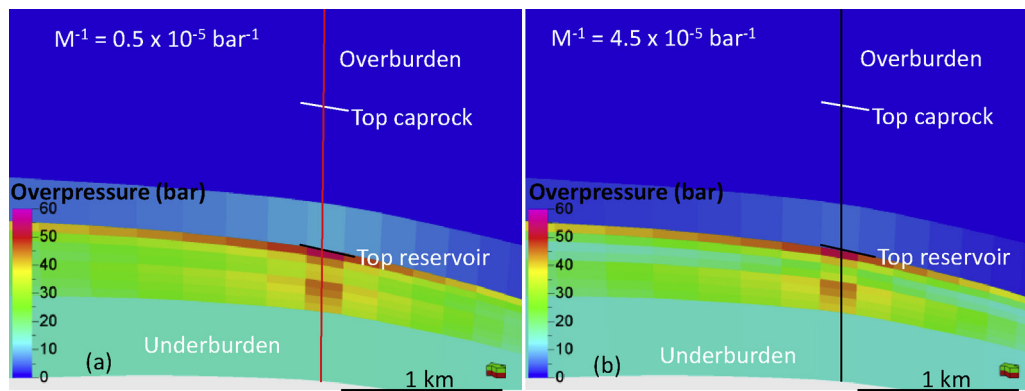 M⁻¹ = 0.5 x 10⁻⁵ bar⁻¹
Overburden
Top caprock
Overpressure (bar)
60
50
40
30
20
10
0
Top reservoir
Underburden
(a)
1 km
M⁻¹ = 4.5 x 10⁻⁵ bar⁻¹
Overburden
Top caprock
Overpressure (bar)
60
50
40
30
20
10
0
Top reservoir
Underburden
(b)
1 km